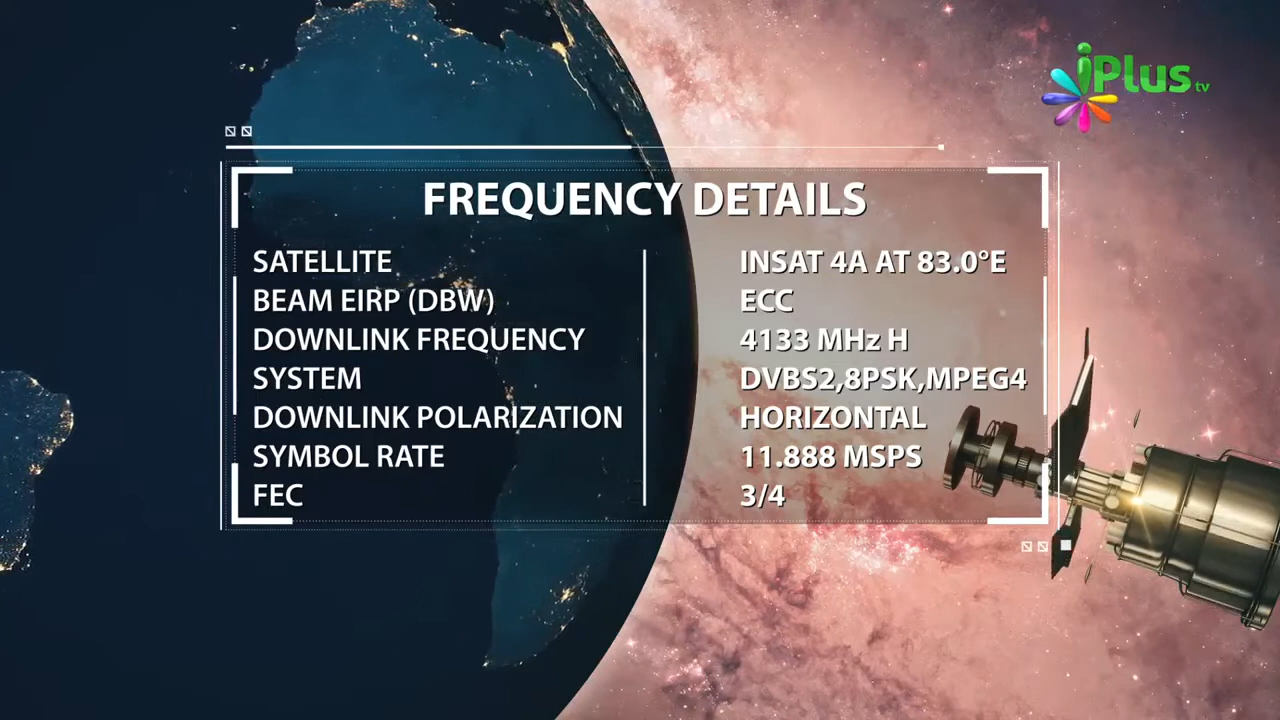 iPlus tv
FREQUENCY DETAILS
SATELLITE INSAT 4A AT 83.0°E
BEAM EIRP (DBW) ECC
DOWNLINK FREQUENCY 4133 MHz H
SYSTEM DVBS2,8PSK,MPEG4
DOWNLINK POLARIZATION HORIZONTAL
SYMBOL RATE 11.888 MSPS
FEC 3/4